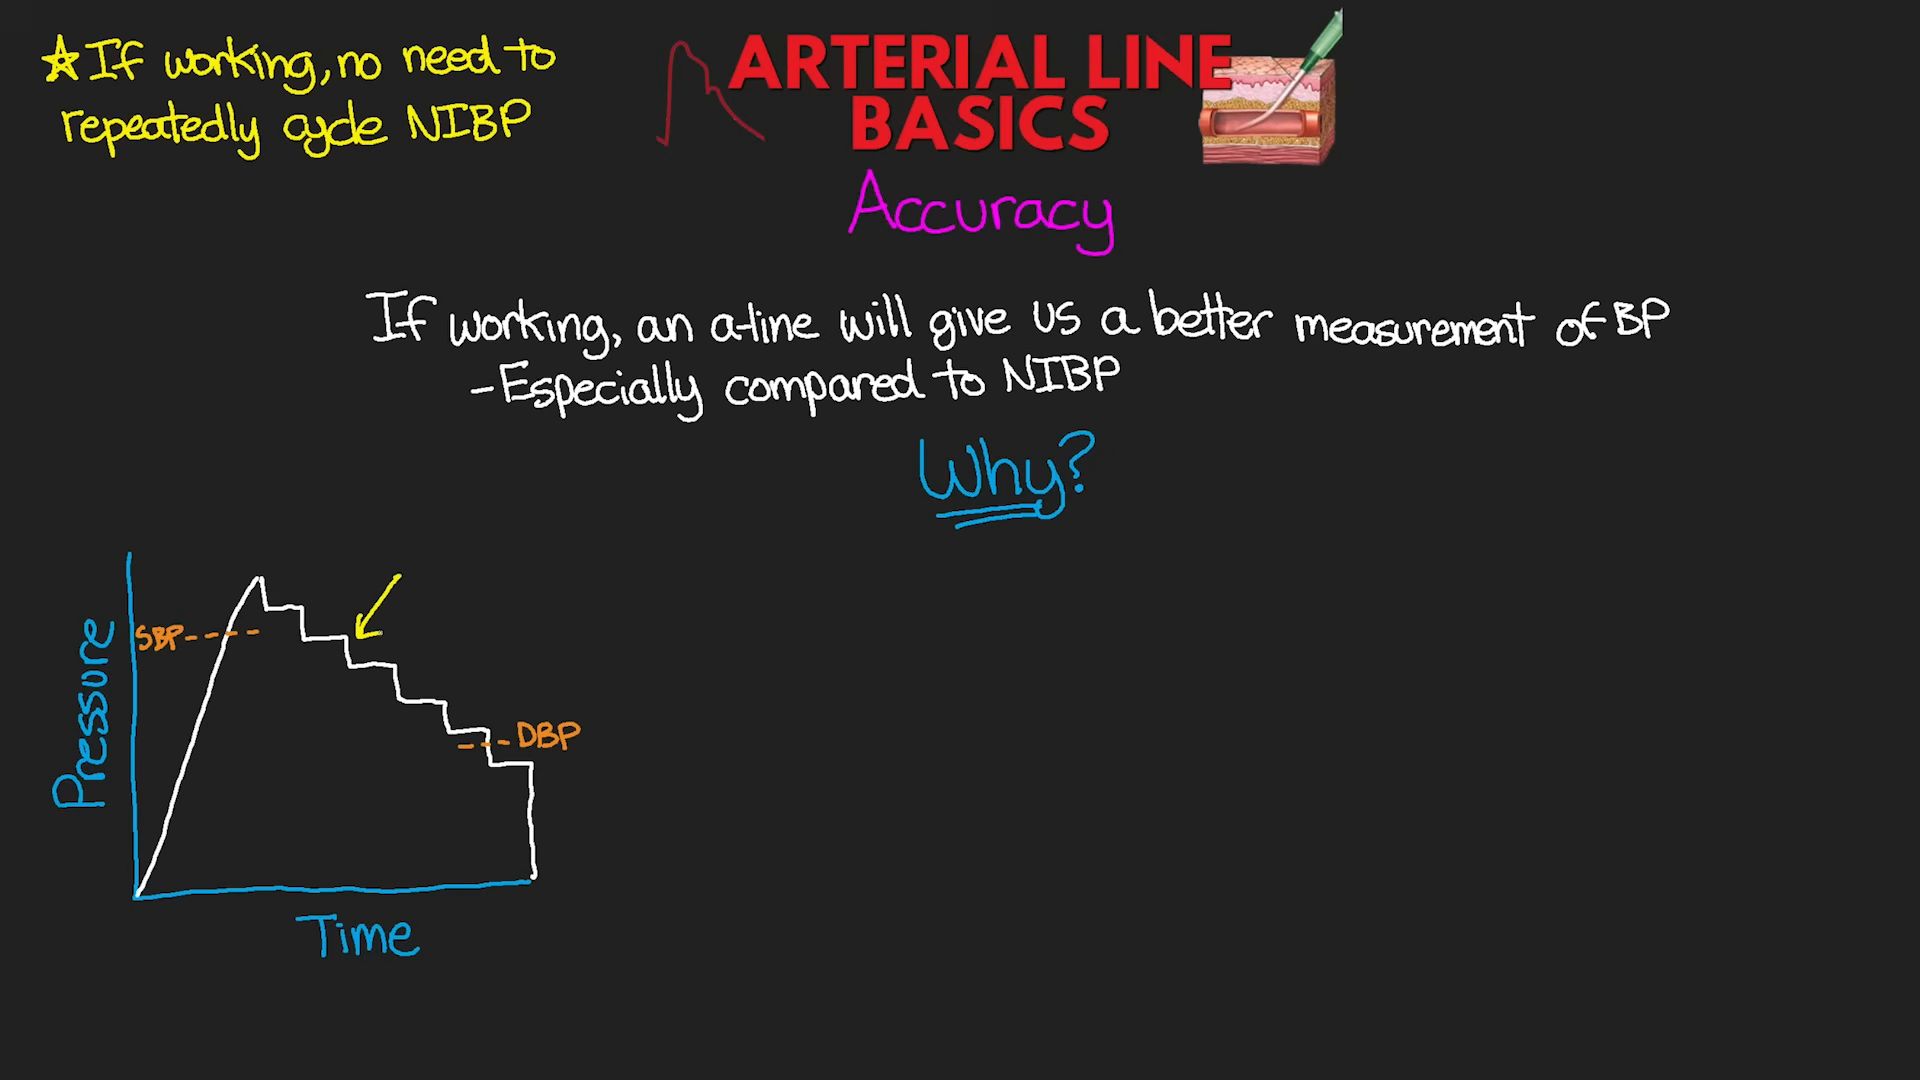 ☆If working, no need to
repeatedly cycle NIBP
ARTERIAL LINE
BASICS
Accuracy
If working, an a-line will give us a better measurement of BP
-Especially compared to NIBP
Why?
SBP
Pressure
DBP
Time